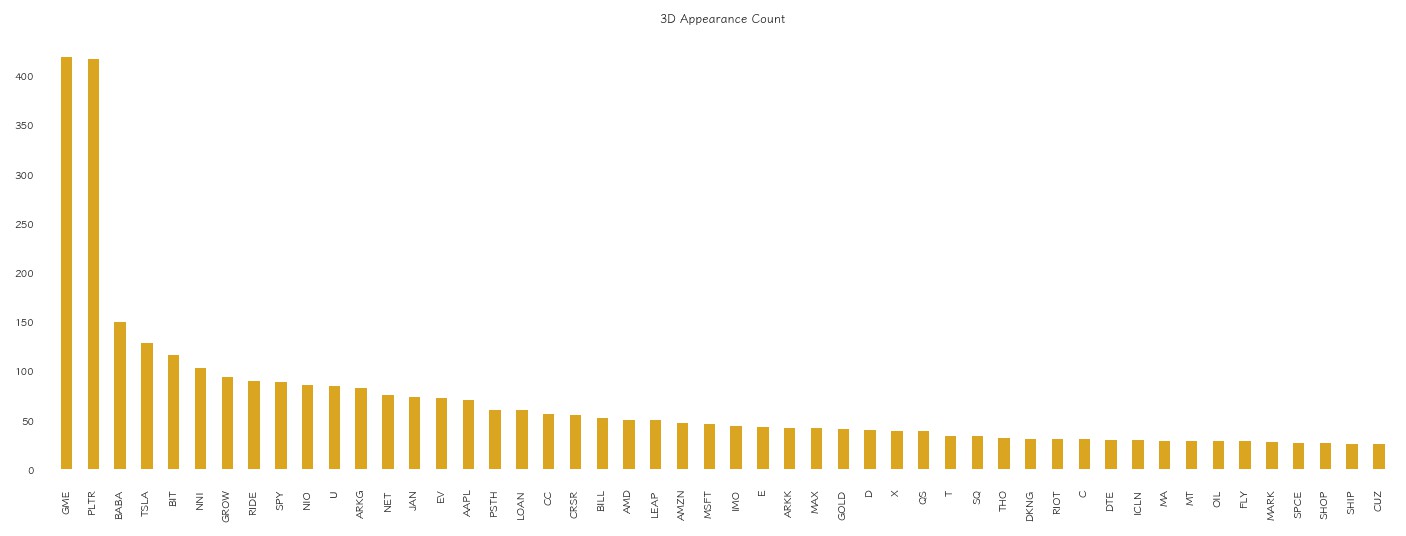 3D Appearance Count
400
350
300
250
200
150
100
50
0
GME
PLTR
BABA
TSLA
BIT
NNI
GROW
RIDE
SPY
NIO
U
ARKG
NET
JAN
EV
AAPL
PSTH
LOAN
CC
CRSR
BILL
AMD
LEAP
AMZN
MSFT
IMO
E
ARKK
MAX
GOLD
D
X
QS
T
SQ
THO
DKNG
RIOT
C
DTE
ICLN
MA
MT
OIL
FLY
MARK
SPCE
SHOP
SHIP
CUZ